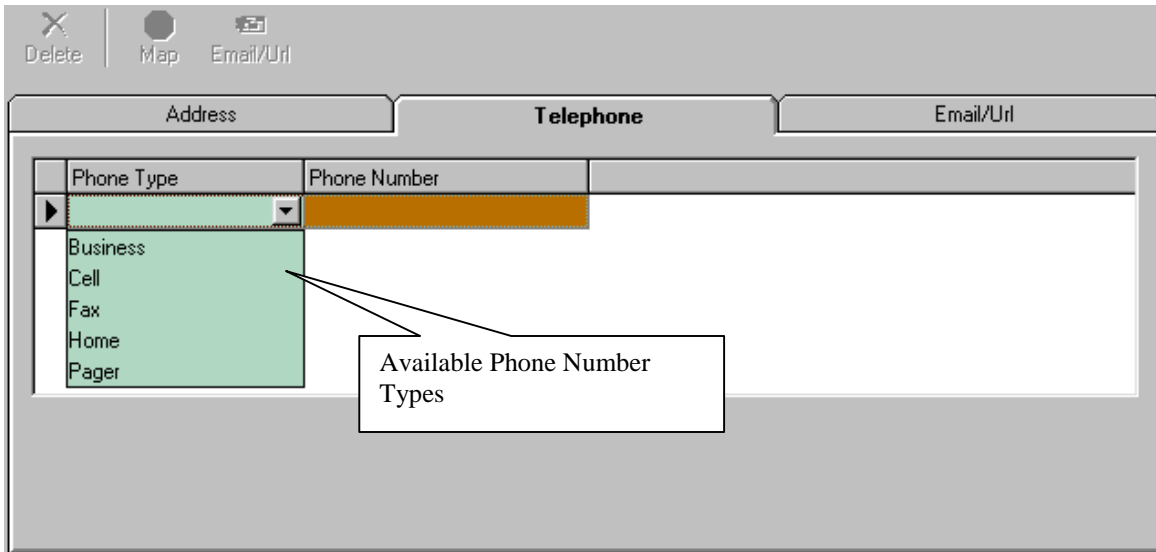 Delete Map Email/Url
Address Telephone Email/Url
Phone Type Phone Number
Business
Cell
Fax
Home
Pager
Available Phone Number
Types